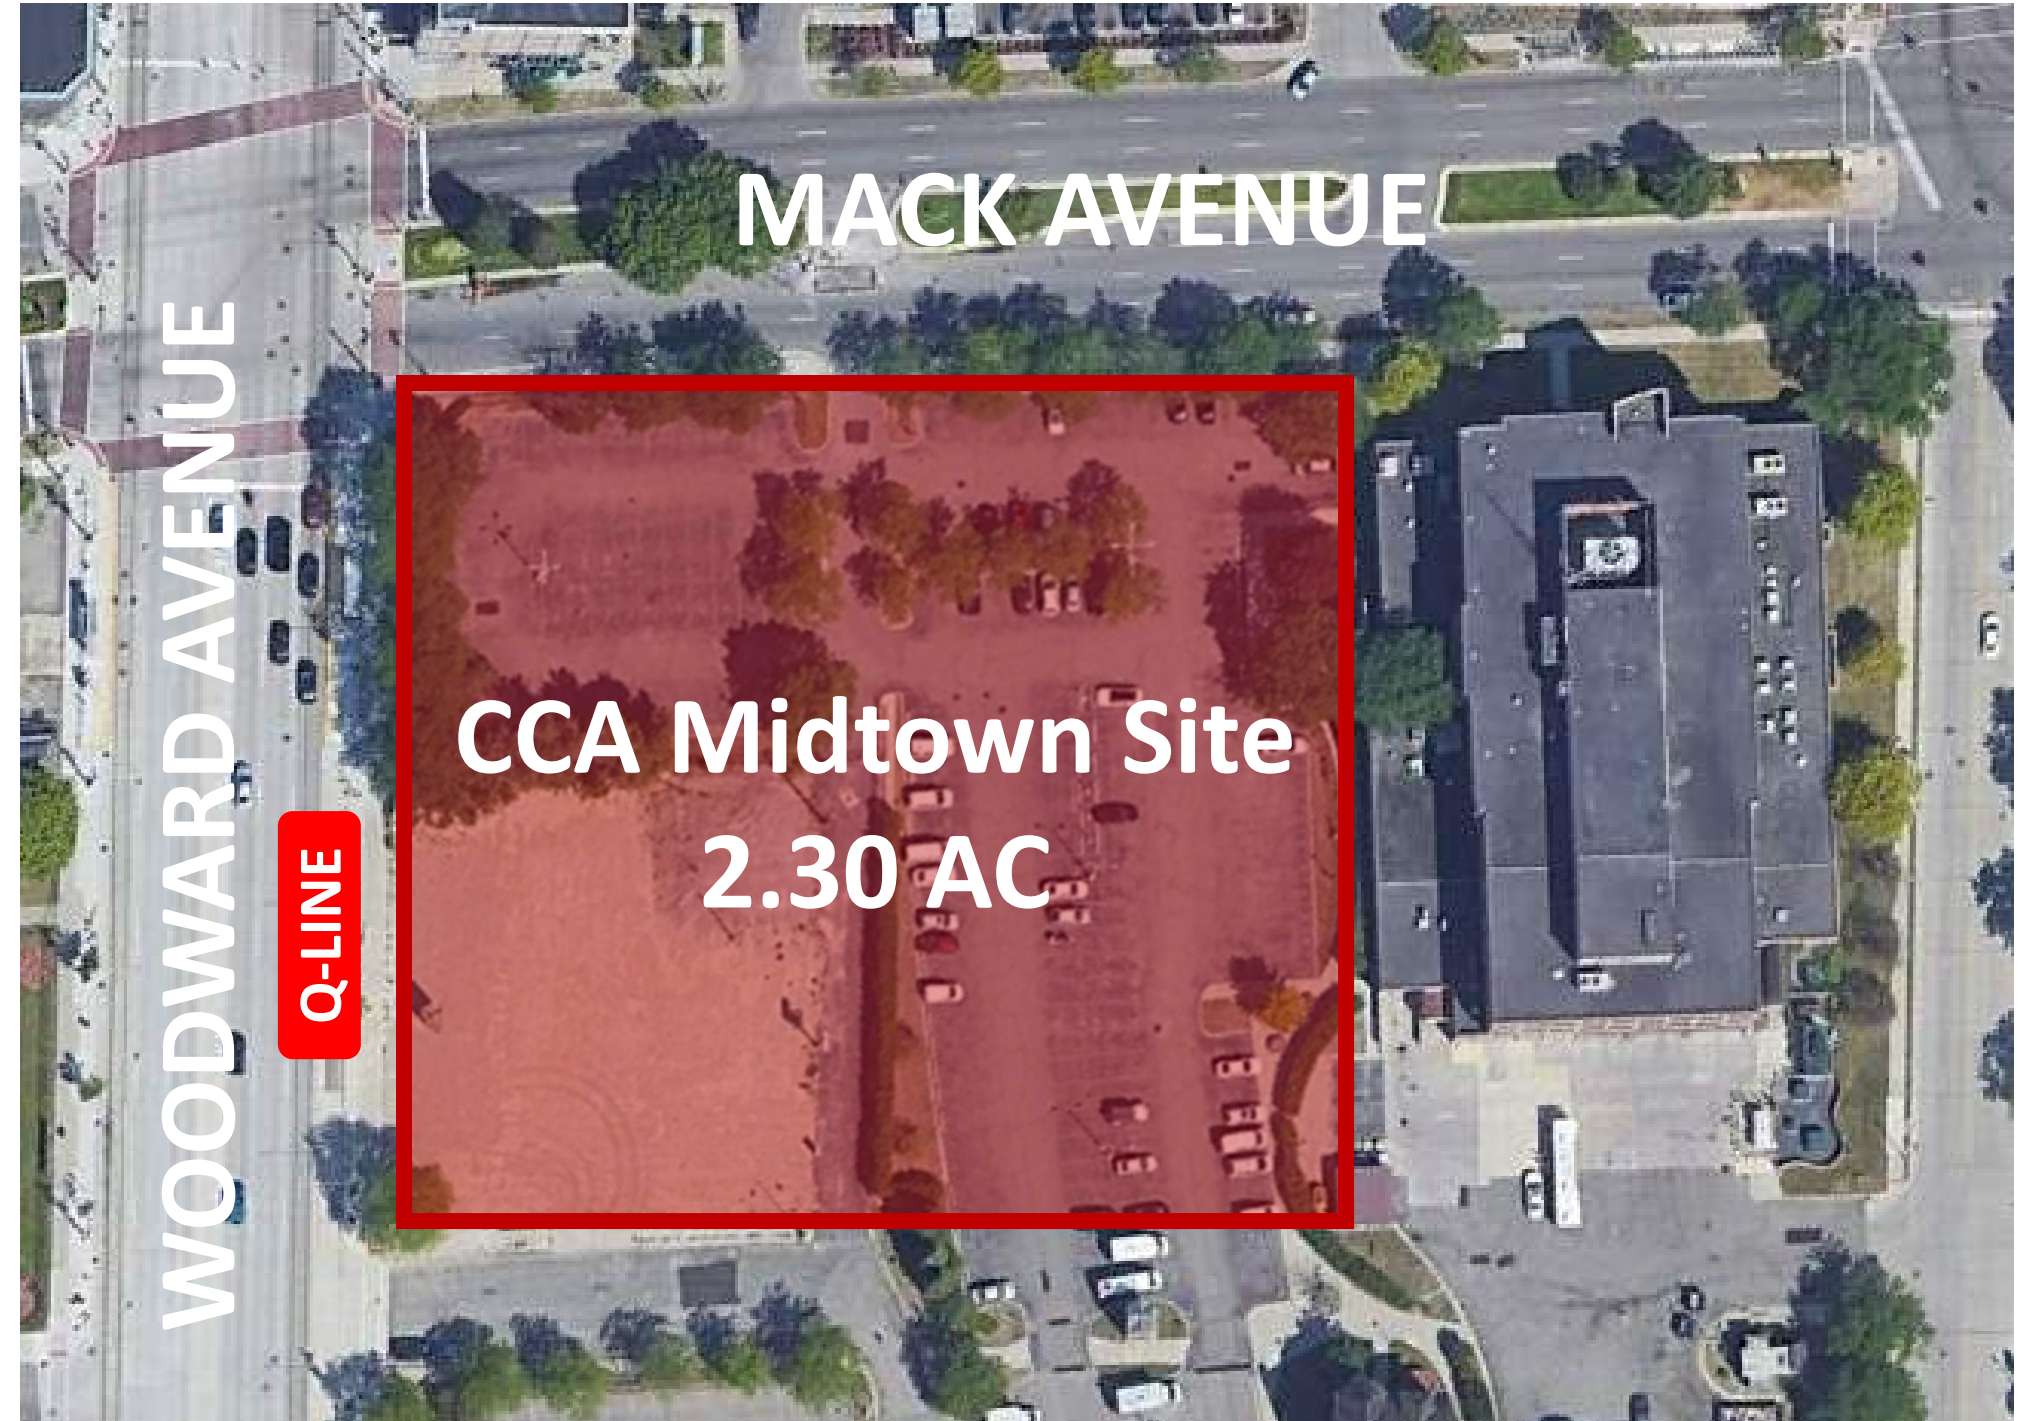 MACK AVENUE
WOODWARD AVENUE
Q-LINE
CCA Midtown Site
2.30 AC